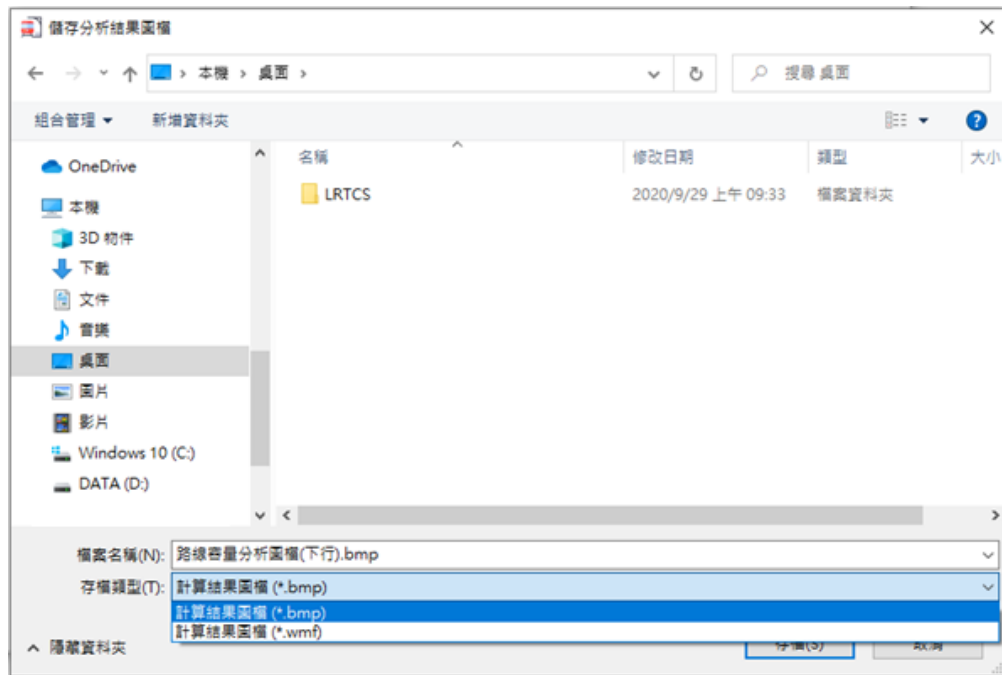 儲存分析結果圖檔
本機 › 桌面 ›
搜尋 桌面
組合管理 新增資料夾
名稱 修改日期 類型 大小
LRTCS 2020/9/29 上午 09:33 檔案資料夾
OneDrive
本機
3D 物件
下載
文件
音樂
桌面
圖片
影片
Windows 10 (C:)
DATA (D:)
檔案名稱(N): 路線容量分析圖檔(下行).bmp
存檔類型(T): 計算結果圖檔 (*.bmp)
計算結果圖檔 (*.bmp)
計算結果圖檔 (*.wmf)
隱藏資料夾 存檔(S) 取消